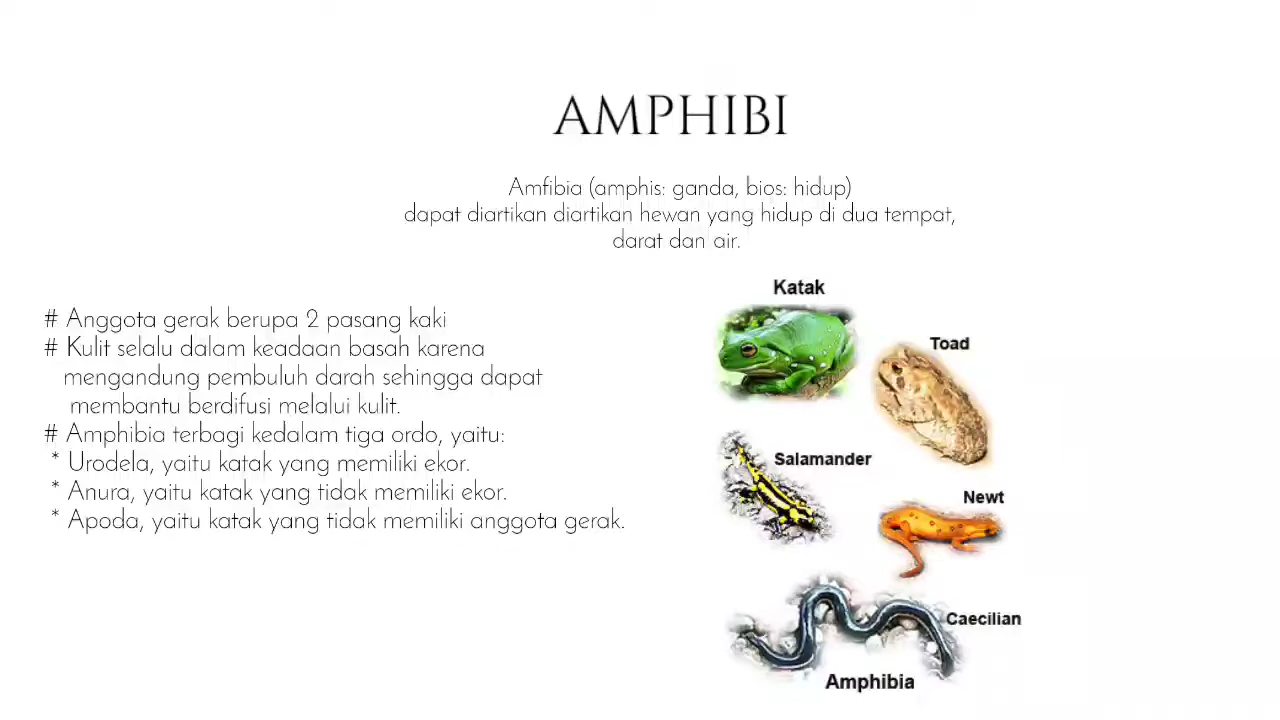 AMPHIBI
Amfibia (amphis: ganda, bios: hidup)
dapat diartikan diartikan hewan yang hidup di dua tempat,
darat dan air.
# Anggota gerak berupa 2 pasang kaki
# Kulit selalu dalam keadaan basah karena
mengandung pembuluh darah sehingga dapat
membantu berdifusi melalui kulit.
# Amphibia terbagi kedalam tiga ordo, yaitu:
* Urodela, yaitu katak yang memiliki ekor.
* Anura, yaitu katak yang tidak memiliki ekor.
* Apoda, yaitu katak yang tidak memiliki anggota gerak.
Katak
Toad
Salamander
Newt
Caecilian
Amphibia